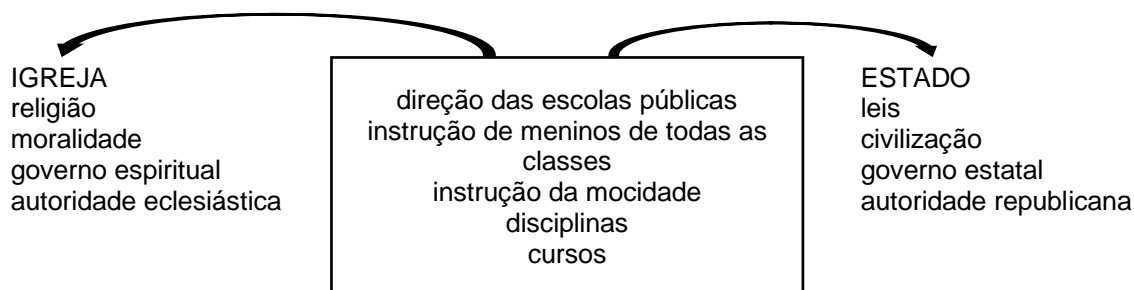 IGREJA
religião
moralidade
governo espiritual
autoridade eclesiástica
direção das escolas públicas
instrução de meninos de todas as
classes
instrução da mocidade
disciplinas
cursos
ESTADO
leis
civilização
governo estatal
autoridade republicana